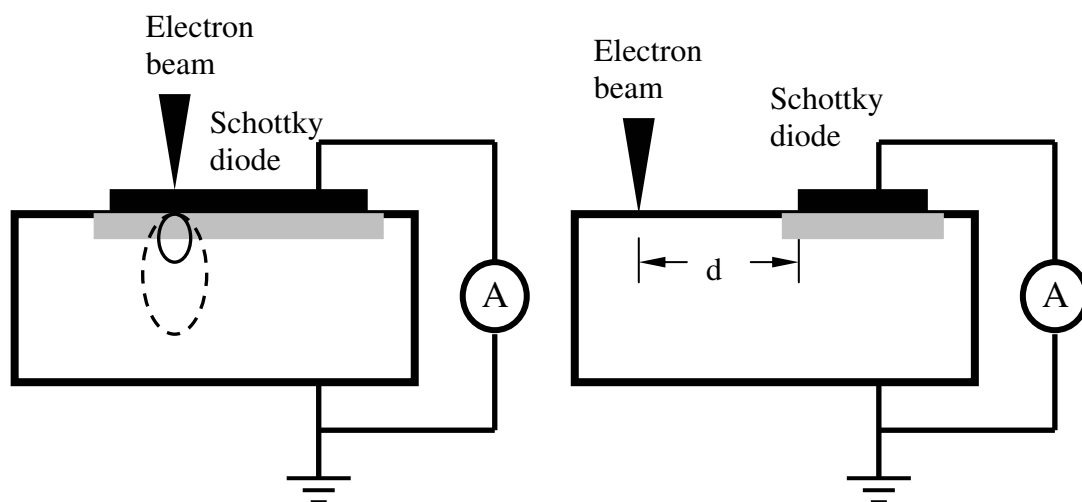 Electron
beam
Schottky
diode
A
Electron
beam
Schottky
diode
d
A